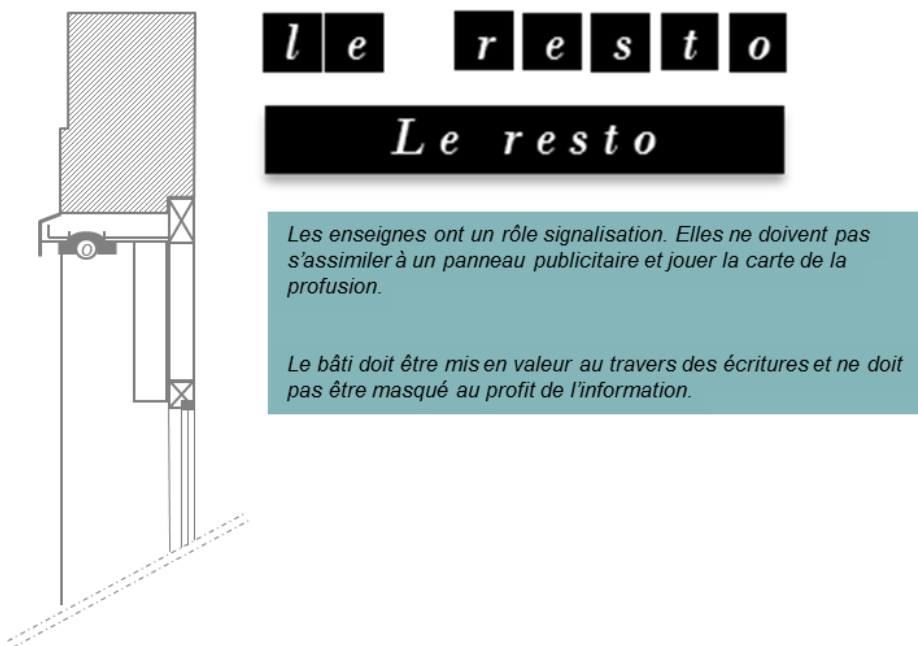 le resto
Le resto
Les enseignes ont un rôle signalisation. Elles ne doivent pas
s’assimiler à un panneau publicitaire et jouer la carte de la
profusion.
Le bâti doit être mis en valeur au travers des écritures et ne doit
pas être masqué au profit de l’information.